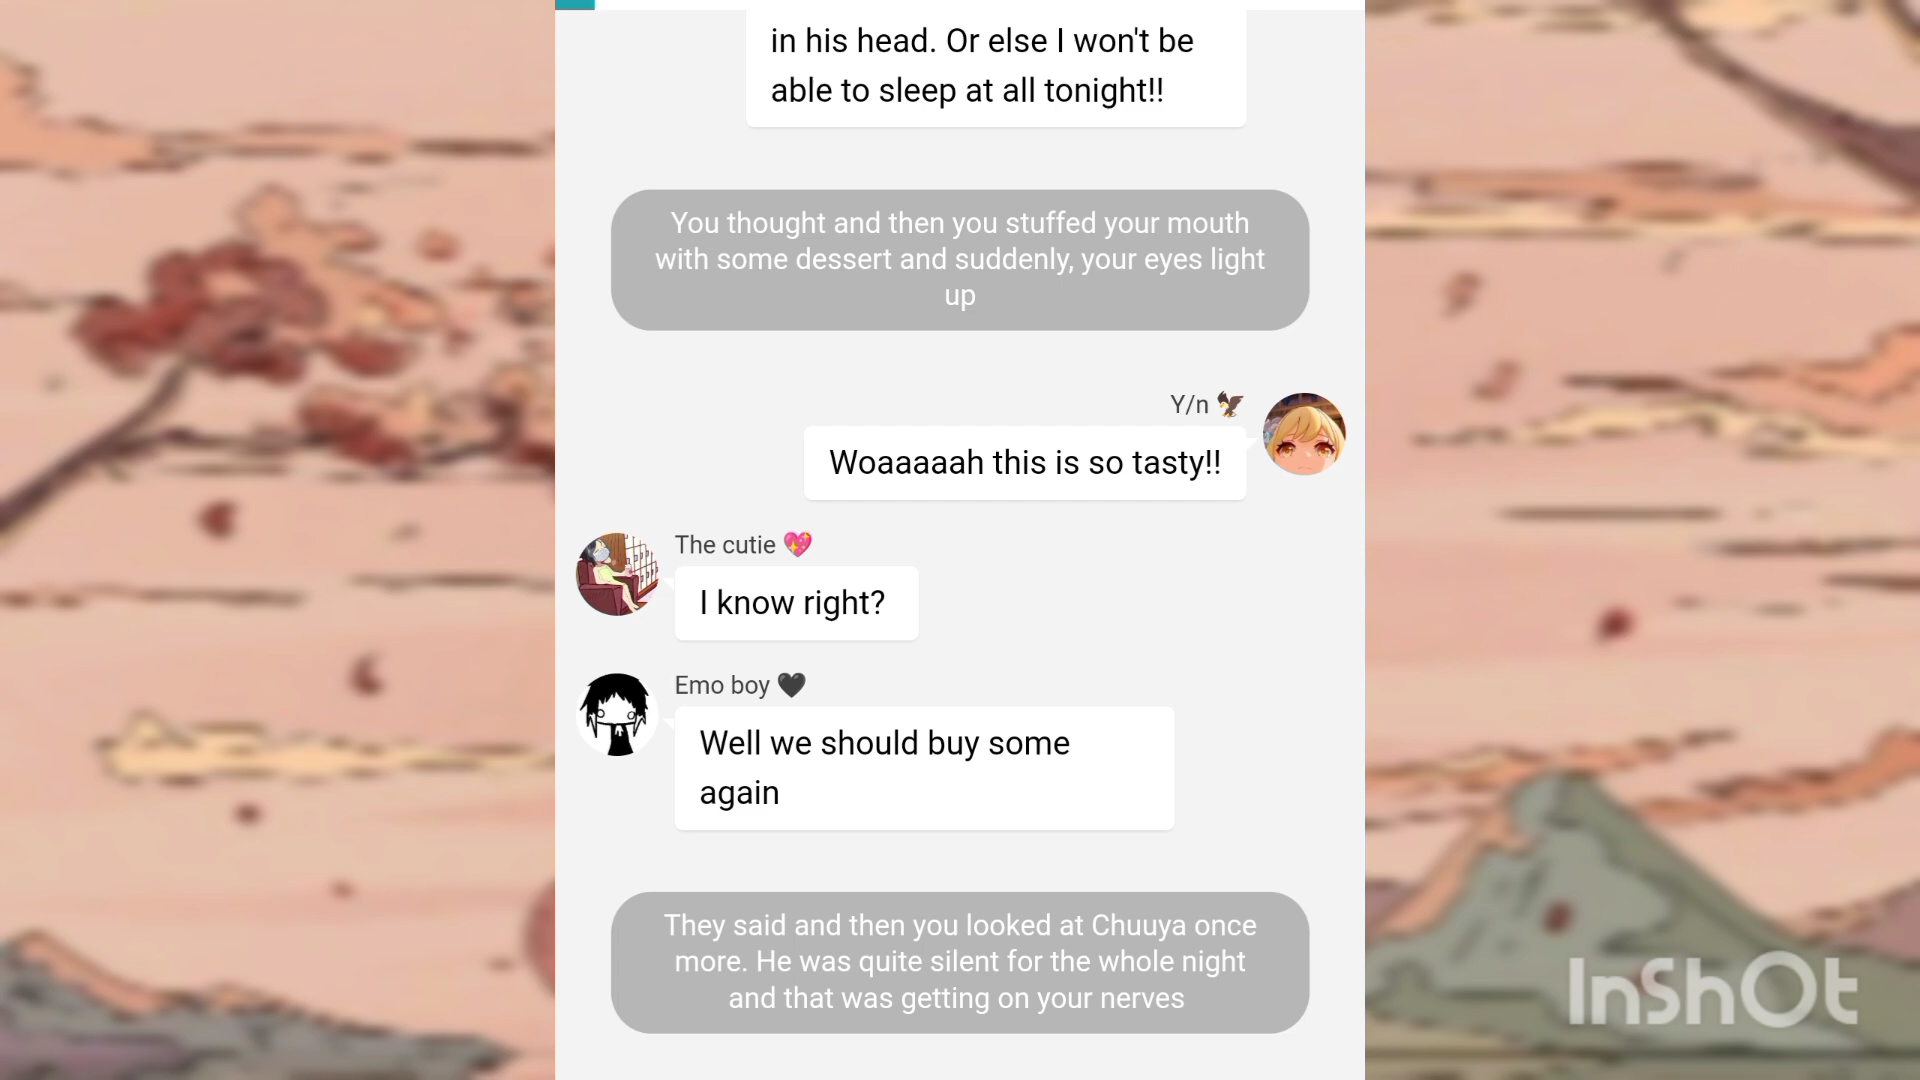 in his head. Or else I won't be
able to sleep at all tonight!!
You thought and then you stuffed your mouth
with some dessert and suddenly, your eyes light
up
Y/n 🦅
Woaaaaah this is so tasty!!
The cutie 💖
I know right?
Emo boy 🖤
Well we should buy some
again
They said and then you looked at Chuuya once
more. He was quite silent for the whole night
and that was getting on your nerves
InShOt